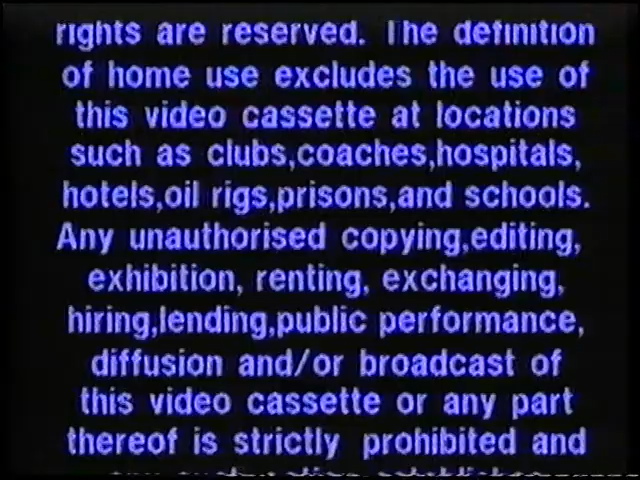 rights are reserved. The definition
of home use excludes the use of
this video cassette at locations
such as clubs,coaches,hospitals,
hotels,oil rigs,prisons,and schools.
Any unauthorised copying,editing,
exhibition, renting, exchanging,
hiring,lending,public performance,
diffusion and/or broadcast of
this video cassette or any part
thereof is strictly prohibited and